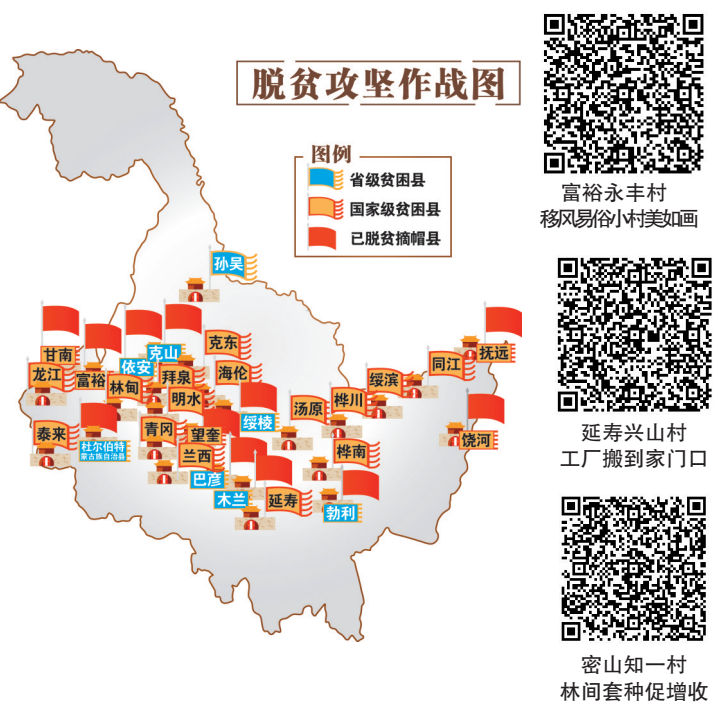 脱贫攻坚作战图
图例
省级贫困县
国家级贫困县
已脱贫摘帽县
孙吴
甘南
龙江
富裕
林甸
依安
克山
拜泉
明水
克东
海伦
绥棱
泰来
杜尔伯特
蒙古族自治县
青冈
望奎
兰西
巴彦
木兰
延寿
汤原
桦川
桦南
勃利
绥滨
同江
抚远
饶河
富裕永丰村
移风易俗小村美如画
延寿兴山村
工厂搬到家门口
密山知一村
林间套种促增收